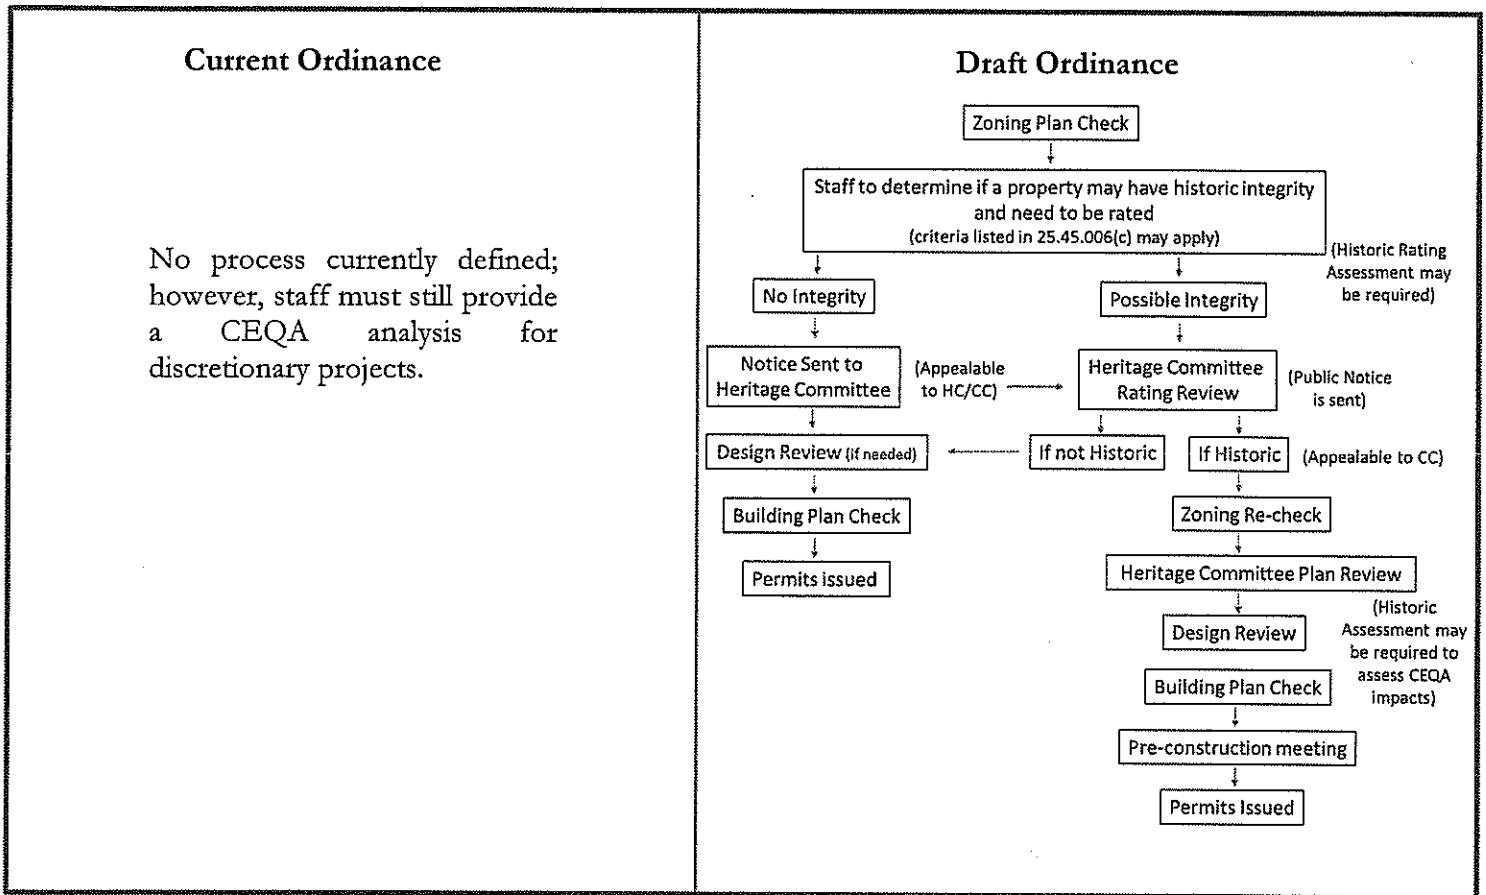 Current Ordinance
No process currently defined;
however, staff must still provide
a CEQA analysis for
discretionary projects.
Draft Ordinance
Zoning Plan Check
Staff to determine if a property may have historic integrity
and need to be rated
(criteria listed in 25.45.006(c) may apply)
(Historic Rating
Assessment may
be required)
No Integrity
Possible Integrity
Notice Sent to
Heritage Committee
(Appealable
to HC/CC)
Heritage Committee
Rating Review
(Public Notice
is sent)
Design Review (if needed)
If not Historic
If Historic
(Appealable to CC)
Building Plan Check
Zoning Re-check
Permits issued
Heritage Committee Plan Review
(Historic
Assessment may
be required to
assess CEQA
impacts)
Design Review
Building Plan Check
Pre-construction meeting
Permits Issued